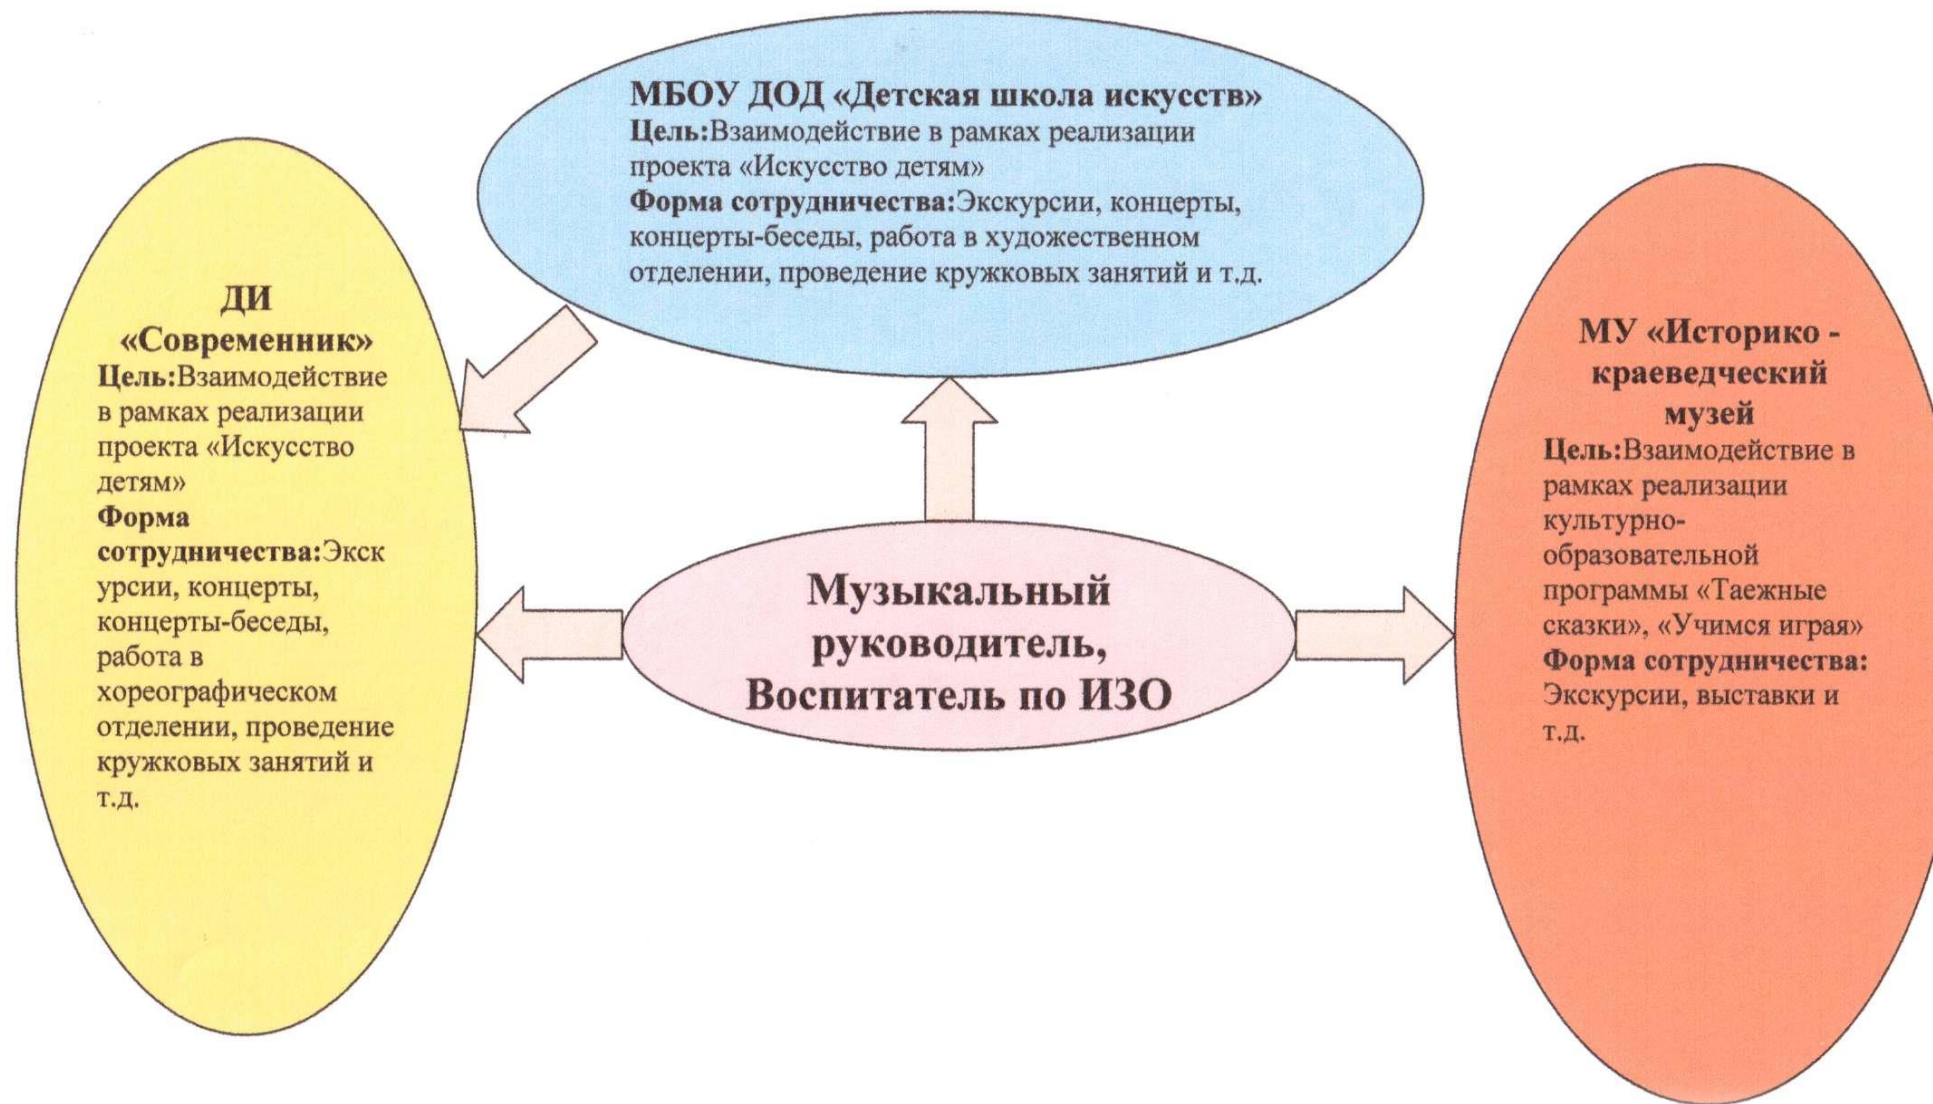 МБОУ ДОД «Детская школа искусств»
Цель:Взаимодействие в рамках реализации
проекта «Искусство детям»
Форма сотрудничества:Экскурсии, концерты,
концерты-беседы, работа в художественном
отделении, проведение кружковых занятий и т.д.
ДИ
«Современник»
Цель:Взаимодействие
в рамках реализации
проекта «Искусство
детям»
Форма
сотрудничества:Экск
урсии, концерты,
концерты-беседы,
работа в
хореографическом
отделении, проведение
кружковых занятий и
т.д.
Музыкальный
руководитель,
Воспитатель по ИЗО
МУ «Историко -
краеведческий
музей
Цель:Взаимодействие в
рамках реализации
культурно-
образовательной
программы «Таежные
сказки», «Учимся играя»
Форма сотрудничества:
Экскурсии, выставки и
т.д.